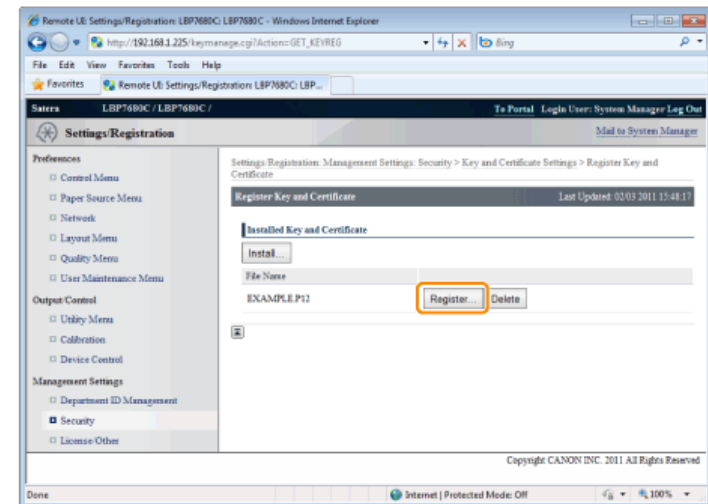 Remote UI: Settings/Registration: LBP7680C: LBP7680C - Windows Internet Explorer
http://192.168.1.225/keymanage.cgi?Action=GET_KEYREG
Bing
File Edit View Favorites Tools Help
Favorites
Remote UI: Settings/Registration: LBP7680C: LBP...
Satera LBP7680C / LBP7680C /
To Portal Login User: System Manager Log Out
Settings/Registration
Mail to System Manager
Preferences
Control Menu
Paper Source Menu
Network
Layout Menu
Quality Menu
User Maintenance Menu
Output/Control
Utility Menu
Calibration
Device Control
Management Settings
Department ID Management
Security
License/Other
Settings/Registration: Management Settings: Security > Key and Certificate Settings > Register Key and
Certificate
Register Key and Certificate
Last Updated: 02/03 2011 15:48:17
Installed Key and Certificate
Install...
File Name
EXAMPLE.P12
Register...
Delete
Copyright CANON INC. 2011 All Rights Reserved
Done
Internet | Protected Mode: Off
100%